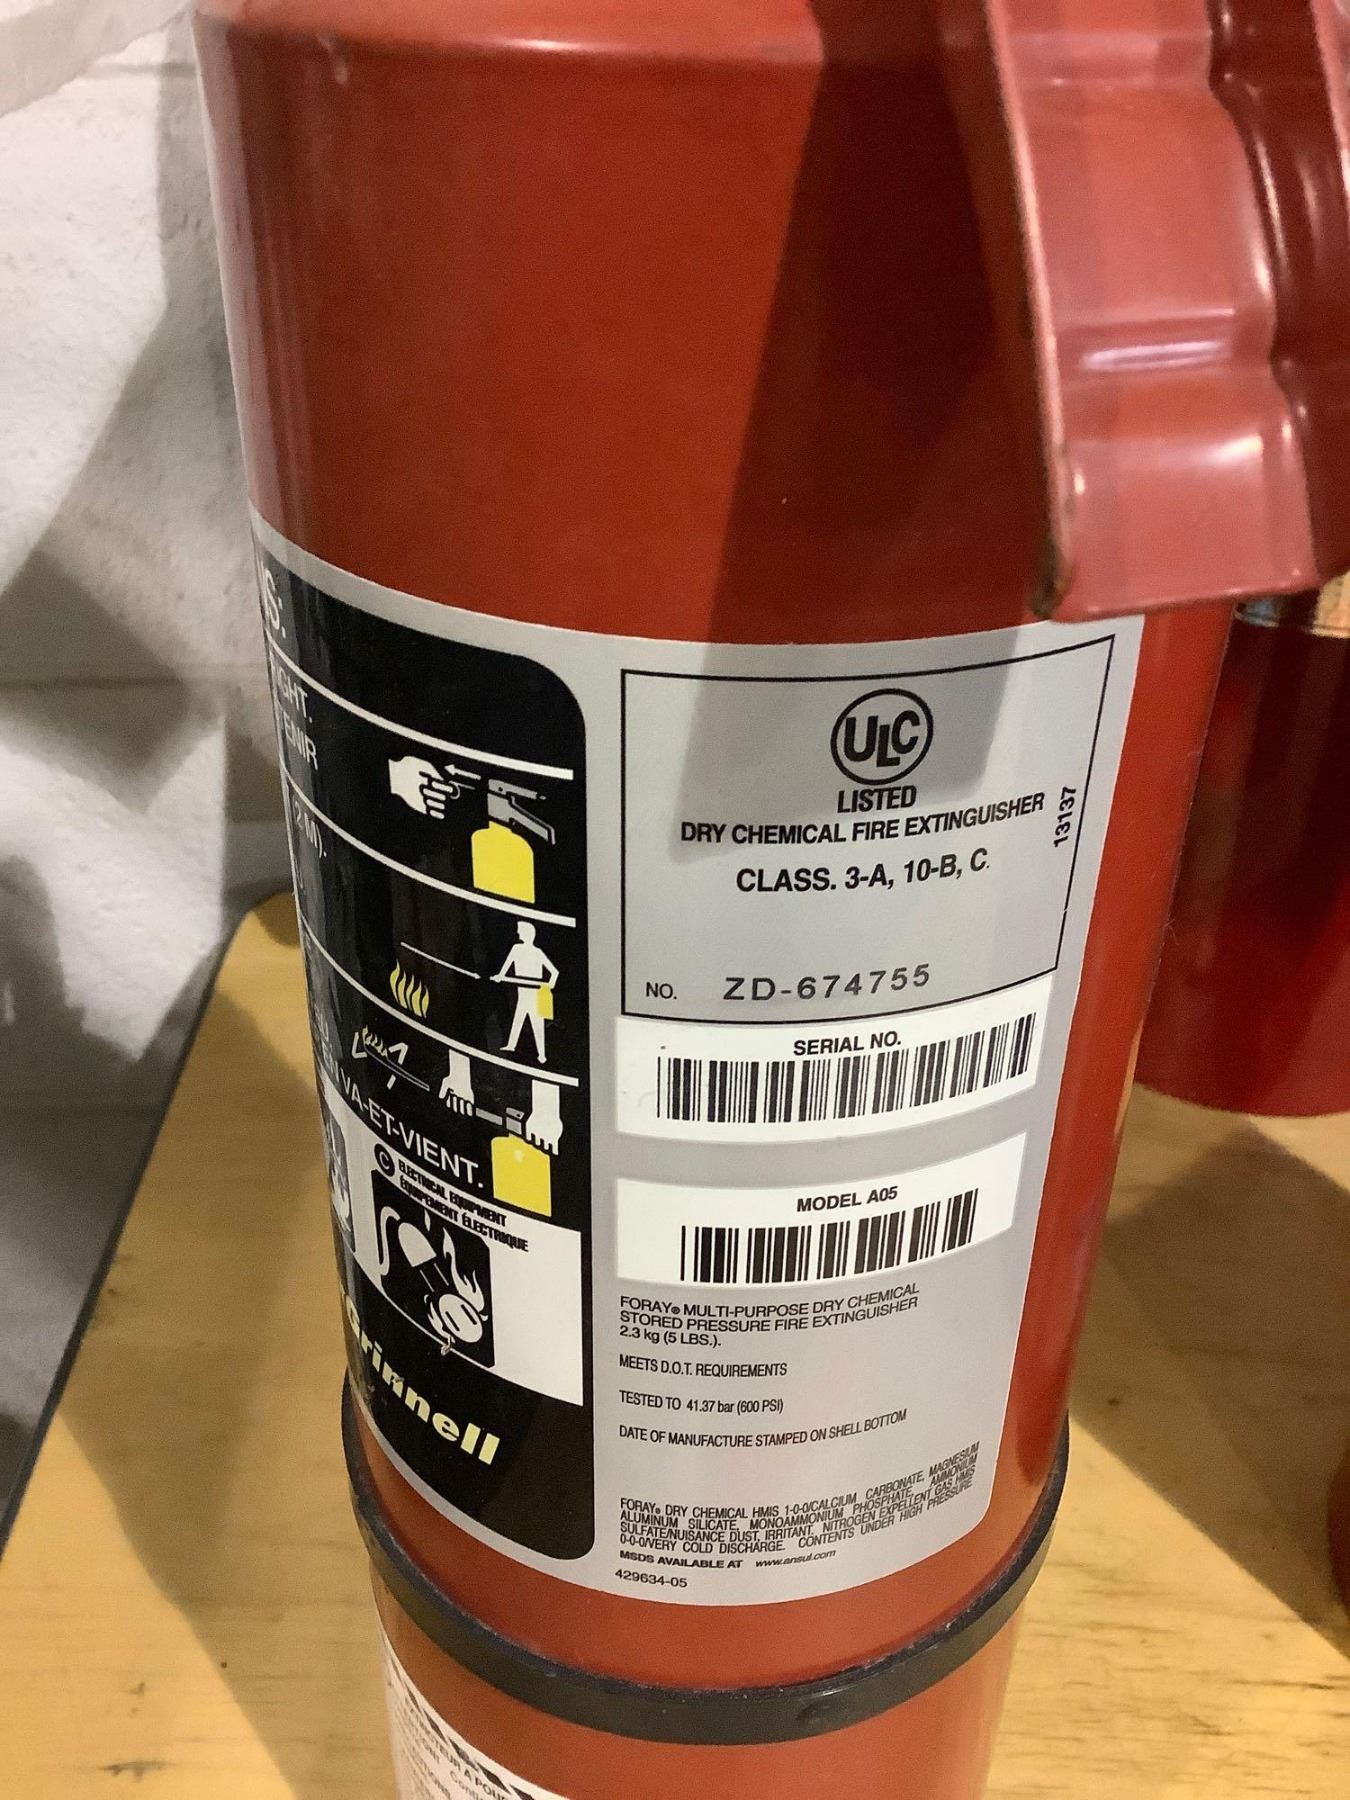 NS:
GHT.
TENIR
2 M).
VA-ET-VIENT.
C ELECTRICAL EQUIPMENT
ÉQUIPEMENT ÉLECTRIQUE
Grinnell
ULC
LISTED
DRY CHEMICAL FIRE EXTINGUISHER
CLASS. 3-A, 10-B, C.
13137
NO. ZD-674755
SERIAL NO.
MODEL A05
FORAY® MULTI-PURPOSE DRY CHEMICAL
STORED PRESSURE FIRE EXTINGUISHER
2.3 kg (5 LBS.).
MEETS D.O.T. REQUIREMENTS
TESTED TO 41.37 bar (600 PSI)
DATE OF MANUFACTURE STAMPED ON SHELL BOTTOM
FORAY® DRY CHEMICAL HMIS 1-0-0/CALCIUM CARBONATE, MAGNESIUM
ALUMINUM SILICATE, MONOAMMONIUM PHOSPHATE, AMMONIUM
SULFATE/NUISANCE DUST, IRRITANT, NITROGEN EXPELLENT GAS HMIS
0-0-0/VERY COLD DISCHARGE. CONTENTS UNDER HIGH PRESSURE
MSDS AVAILABLE AT www.ansul.com
429634-05